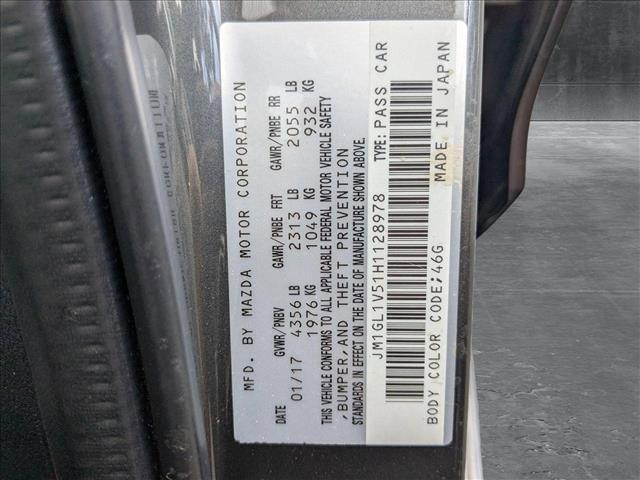 MFD. BY MAZDA MOTOR CORPORATION
DATE GVWR/PNBV GAWR/PNBE FRT GAWR/PNBE RR
01/17 4356 LB 2313 LB 2055 LB
1976 KG 1049 KG 932 KG
THIS VEHICLE CONFORMS TO ALL APPLICABLE FEDERAL MOTOR VEHICLE SAFETY
,BUMPER,AND THEFT PREVENTION
STANDARDS IN EFFECT ON THE DATE OF MANUFACTURE SHOWN ABOVE.
JM1GL1V51H1128978 TYPE: PASS CAR
BODY COLOR CODE:46G MADE IN JAPAN